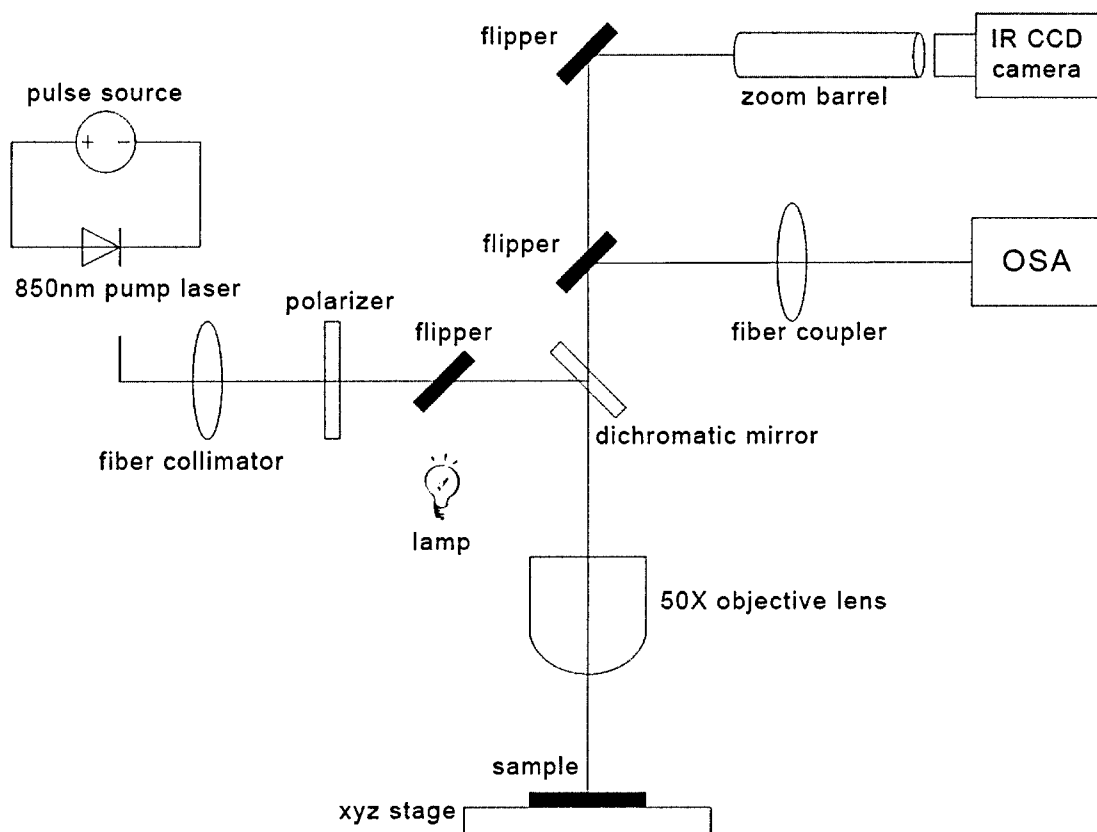 flipper
IR CCD
camera
zoom barrel
pulse source
+ -
850nm pump laser
flipper
OSA
fiber coupler
polarizer
flipper
fiber collimator
dichromatic mirror
lamp
50X objective lens
sample
xyz stage